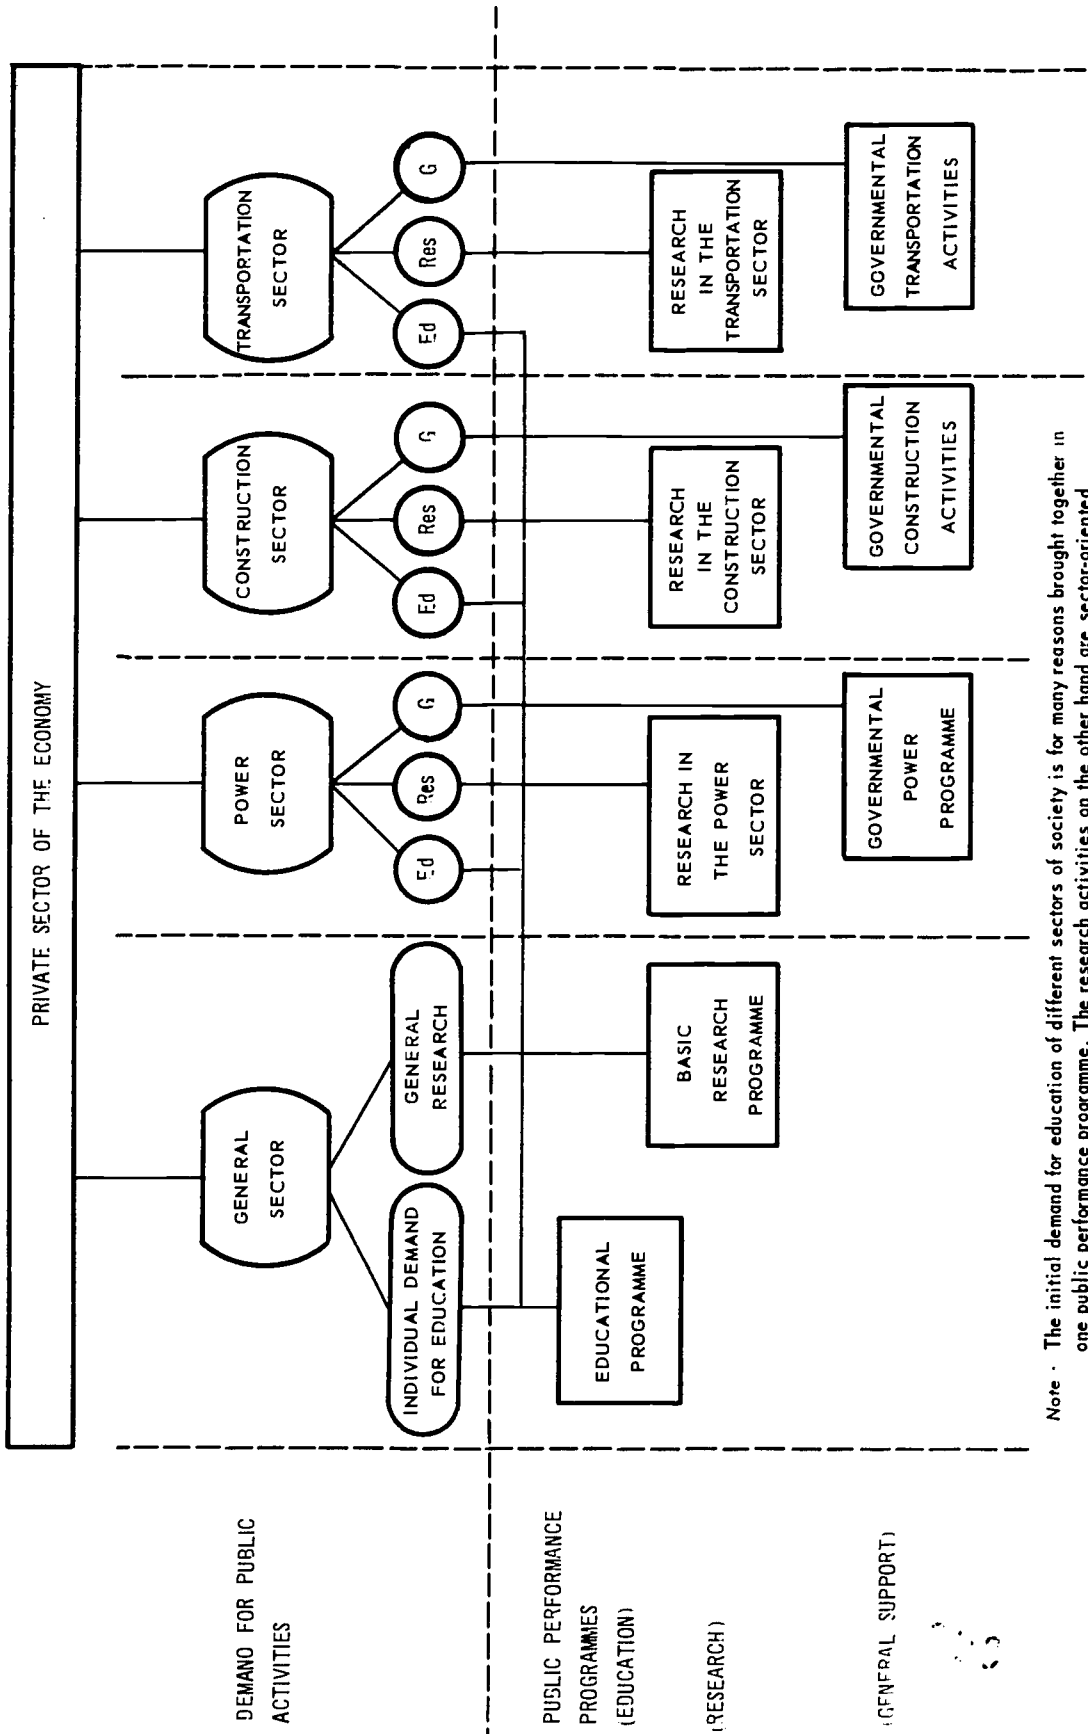 PRIVATE SECTOR OF THE ECONOMY
DEMAND FOR PUBLIC
ACTIVITIES
GENERAL
SECTOR
POWER
SECTOR
CONSTRUCTION
SECTOR
TRANSPORTATION
SECTOR
INDIVIDUAL DEMAND
FOR EDUCATION
GENERAL
RESEARCH
Ed
Res
G
Ed
Res
G
Ed
Res
G
PUBLIC PERFORMANCE
PROGRAMMES
(EDUCATION)
EDUCATIONAL
PROGRAMME
(RESEARCH)
BASIC
RESEARCH
PROGRAMME
RESEARCH IN
THE POWER
SECTOR
RESEARCH
IN THE
CONSTRUCTION
SECTOR
RESEARCH
IN THE
TRANSPORTATION
SECTOR
(GENERAL SUPPORT)
GOVERNMENTAL
POWER
PROGRAMME
GOVERNMENTAL
CONSTRUCTION
ACTIVITIES
GOVERNMENTAL
TRANSPORTATION
ACTIVITIES
Note · The initial demand for education of different sectors of society is for many reasons brought together in
one public performance programme. The research activities on the other hand are sector-oriented